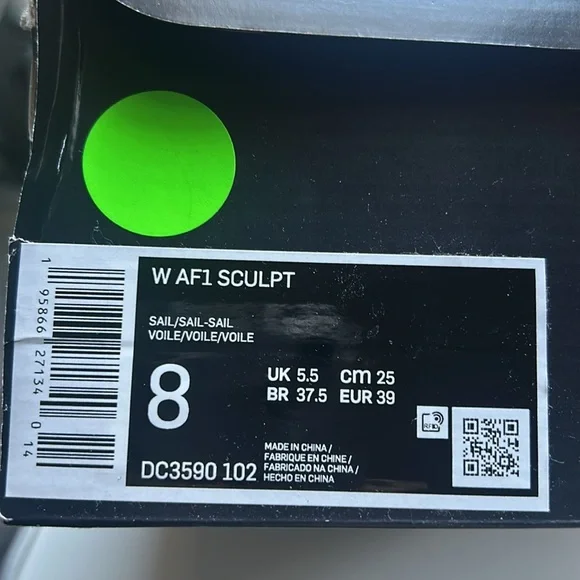 W AF1 SCULPT
SAIL/SAIL-SAIL
VOILE/VOILE/VOILE
8
UK 5.5 cm 25
BR 37.5 EUR 39
DC3590 102
MADE IN CHINA /
FABRIQUE EN CHINE /
FABRICADO NA CHINA /
HECHO EN CHINA
RFID
1 95866 27134 0 14